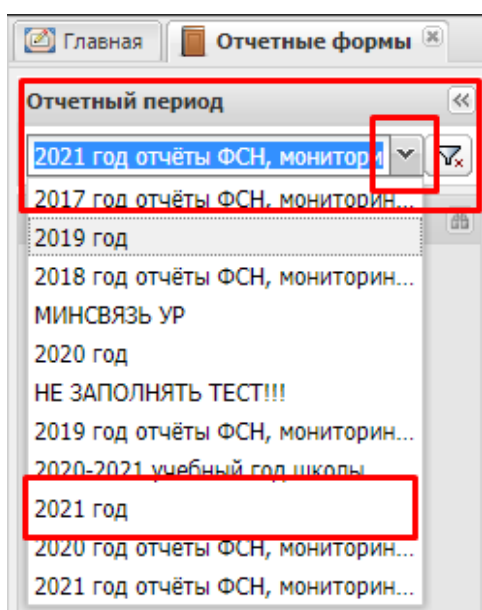 Главная
Отчетные формы
Отчетный период
2021 год отчёты ФСН, монитори
2017 год отчёты ФСН, мониторин...
2019 год
2018 год отчёты ФСН, мониторин...
МИНСВЯЗЬ УР
2020 год
НЕ ЗАПОЛНЯТЬ ТЕСТ!!!
2019 год отчёты ФСН, мониторин...
2020-2021 учебный год школы
2021 год
2020 год отчёты ФСН, мониторин...
2021 год отчёты ФСН, мониторин...